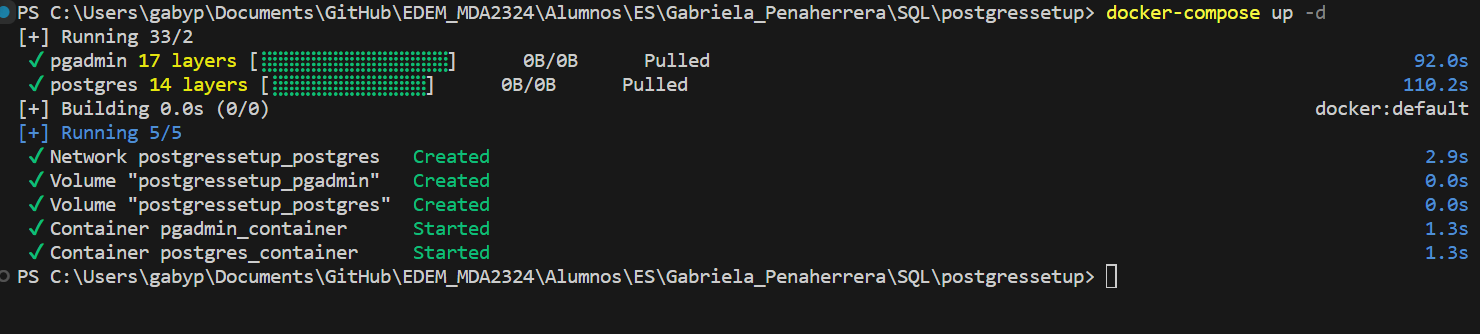 PS C:\Users\gabyp\Documents\GitHub\EDEM_MDA2324\Alumnos\ES\Gabriela_Penaherrera\SQL\postgressetup> docker-compose up -d
[+] Running 33/2
✓ pgadmin 17 layers [⣿⣿⣿⣿⣿⣿⣿⣿⣿⣿⣿⣿⣿⣿⣿⣿⣿] 0B/0B Pulled 92.0s
✓ postgres 14 layers [⣿⣿⣿⣿⣿⣿⣿⣿⣿⣿⣿⣿⣿⣿] 0B/0B Pulled 110.2s
[+] Building 0.0s (0/0) docker:default
[+] Running 5/5
✓ Network postgressetup_postgres Created 2.9s
✓ Volume "postgressetup_pgadmin" Created 0.0s
✓ Volume "postgressetup_postgres" Created 0.0s
✓ Container pgadmin_container Started 1.3s
✓ Container postgres_container Started 1.3s
PS C:\Users\gabyp\Documents\GitHub\EDEM_MDA2324\Alumnos\ES\Gabriela_Penaherrera\SQL\postgressetup>